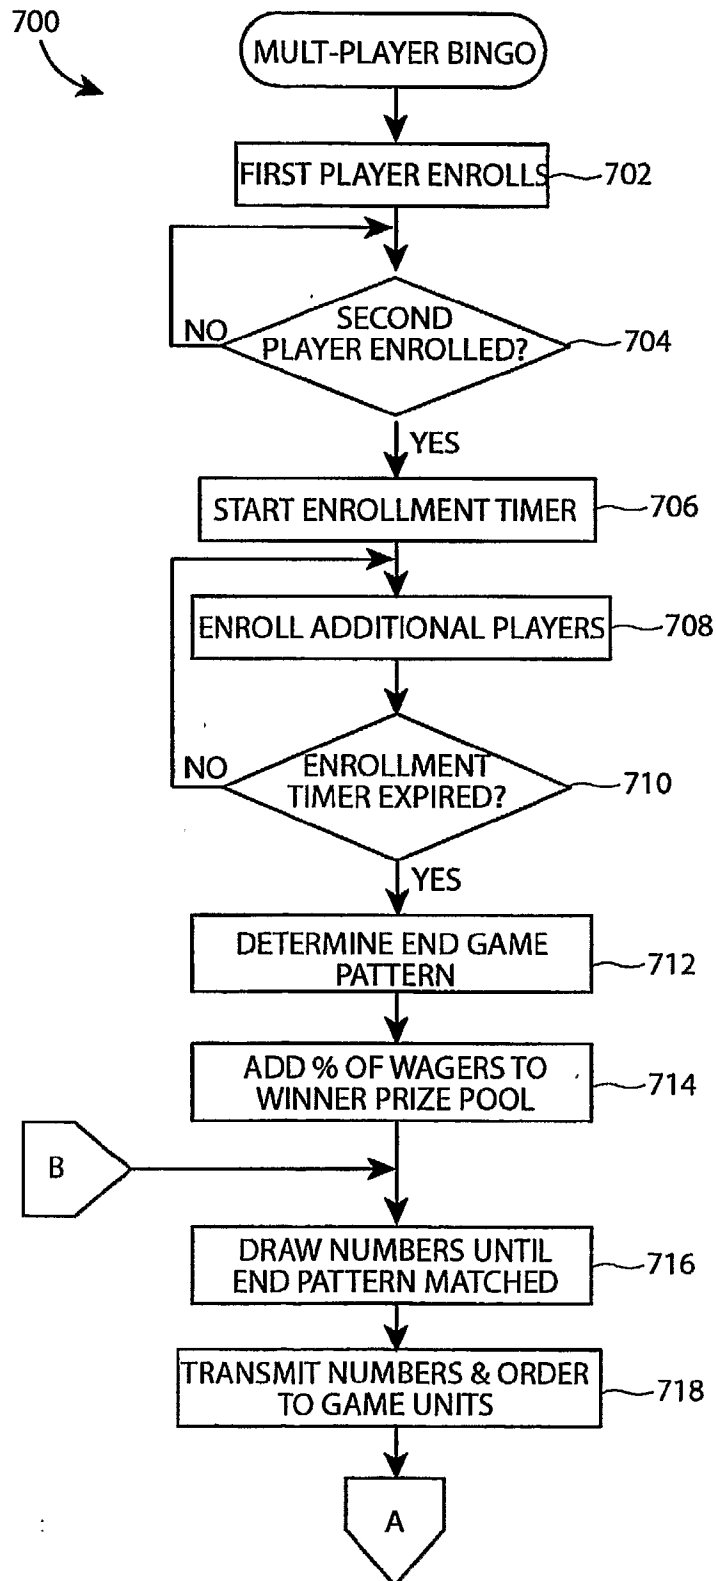 700
MULT-PLAYER BINGO
FIRST PLAYER ENROLLS
702
NO
SECOND
PLAYER ENROLLED?
704
YES
START ENROLLMENT TIMER
706
ENROLL ADDITIONAL PLAYERS
708
NO
ENROLLMENT
TIMER EXPIRED?
710
YES
DETERMINE END GAME
PATTERN
712
ADD % OF WAGERS TO
WINNER PRIZE POOL
714
B
DRAW NUMBERS UNTIL
END PATTERN MATCHED
716
TRANSMIT NUMBERS & ORDER
TO GAME UNITS
718
A